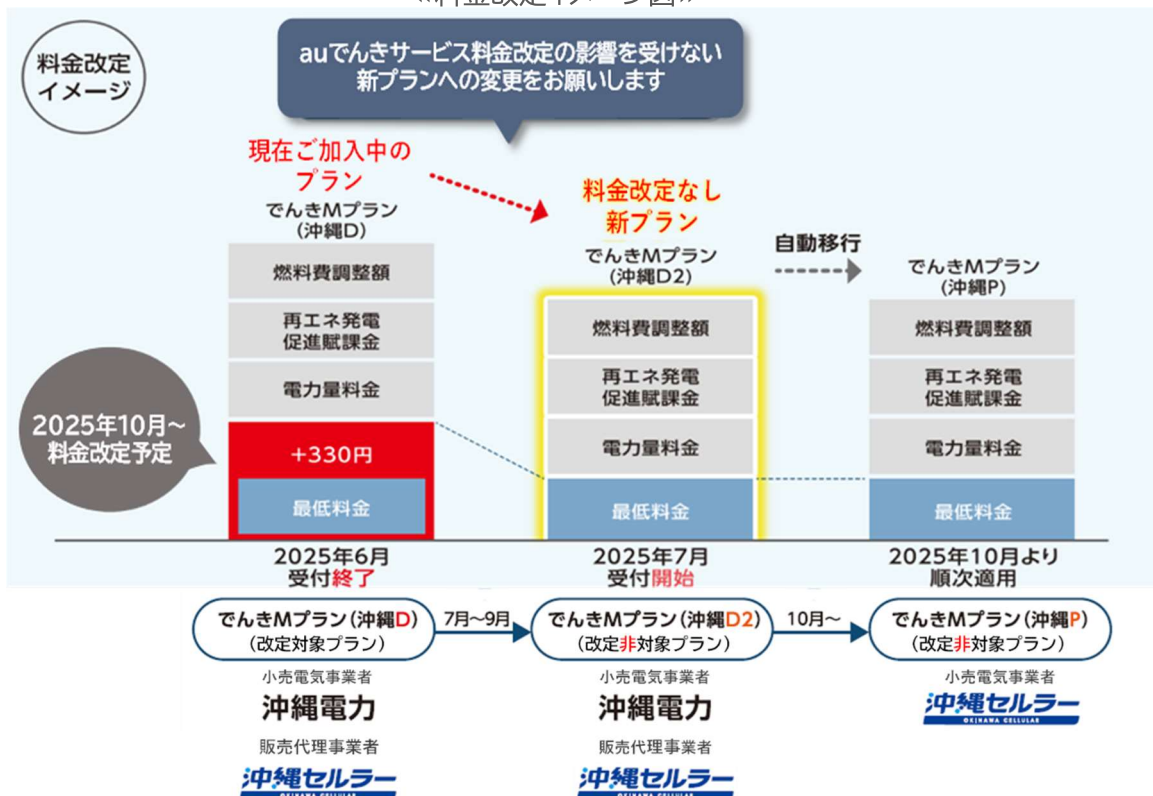 ≪料金改定イメージ図≫
料金改定
イメージ
auでんきサービス料金改定の影響を受けない
新プランへの変更をお願いします
現在ご加入中の
プラン
でんきMプラン
(沖縄D)
燃料費調整額
再エネ発電
促進賦課金
電力量料金
+330円
最低料金
2025年10月~
料金改定予定
料金改定なし
新プラン
でんきMプラン
(沖縄D2)
燃料費調整額
再エネ発電
促進賦課金
電力量料金
最低料金
自動移行
でんきMプラン
(沖縄P)
燃料費調整額
再エネ発電
促進賦課金
電力量料金
最低料金
2025年6月
受付終了
2025年7月
受付開始
2025年10月より
順次適用
でんきMプラン(沖縄D)
(改定対象プラン)
7月~9月
でんきMプラン(沖縄D2)
(改定非対象プラン)
10月~
でんきMプラン(沖縄P)
(改定非対象プラン)
小売電気事業者
沖縄電力
販売代理事業者
沖縄セルラー
OKINAWA CELLULAR
小売電気事業者
沖縄電力
販売代理事業者
沖縄セルラー
OKINAWA CELLULAR
小売電気事業者
沖縄セルラー
OKINAWA CELLULAR